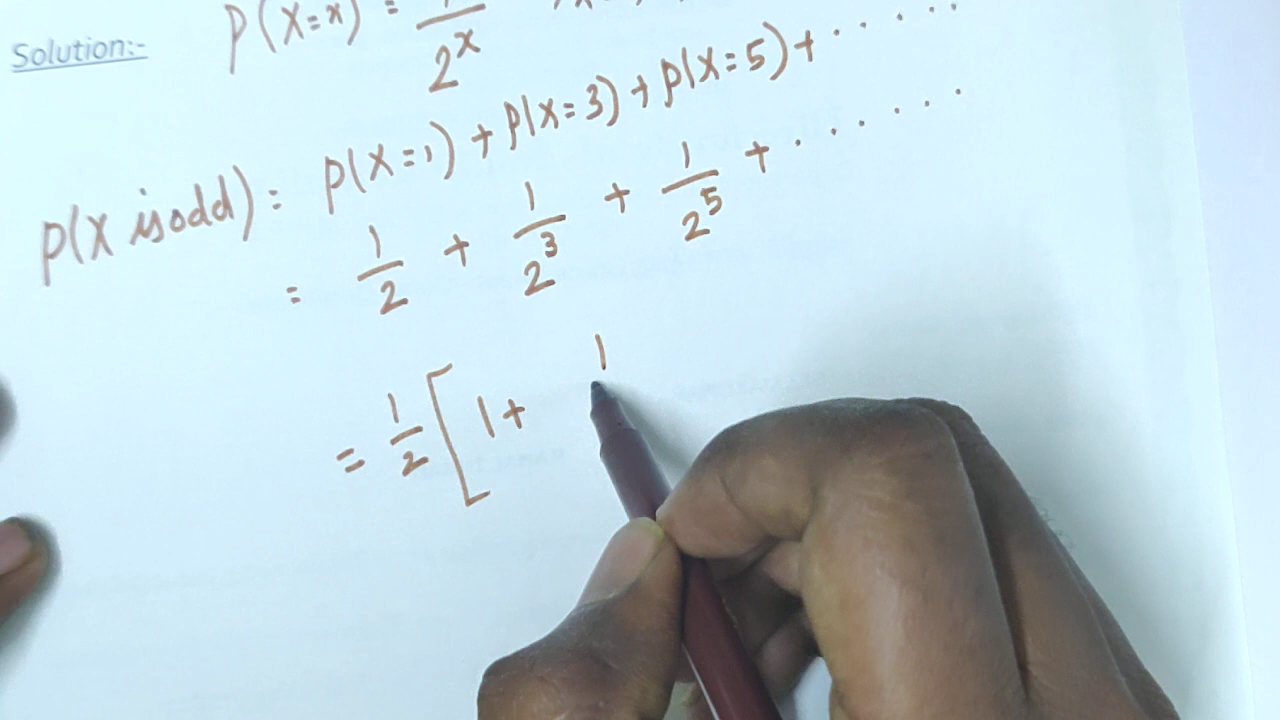 Solution:- P(X=x) = 1/2^x
P(X is odd) = P(X=1) + P(X=3) + P(X=5) + . . . . .
= 1/2 + 1/2^3 + 1/2^5 + . . . . . .
= 1/2 [ 1 + 1